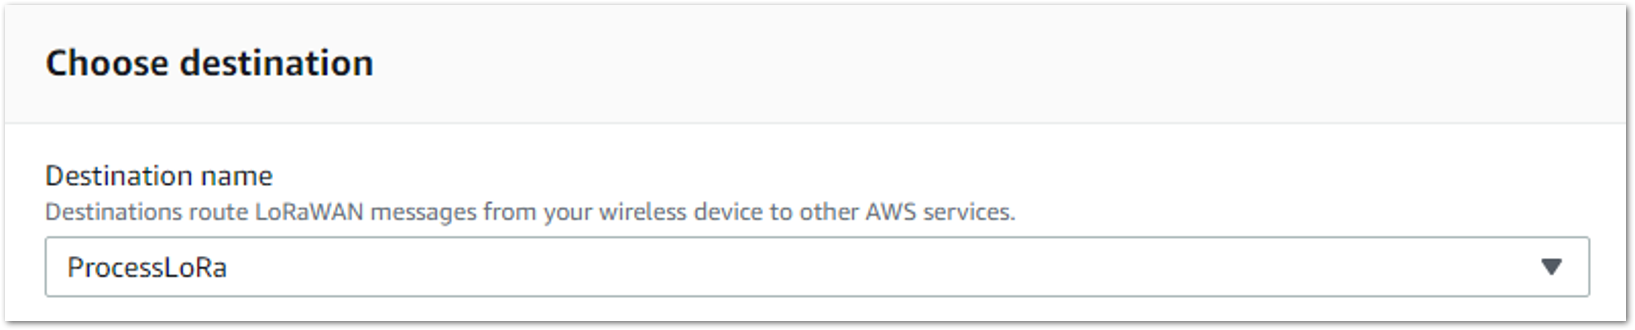 Choose destination
Destination name
Destinations route LoRaWAN messages from your wireless device to other AWS services.
ProcessLoRa